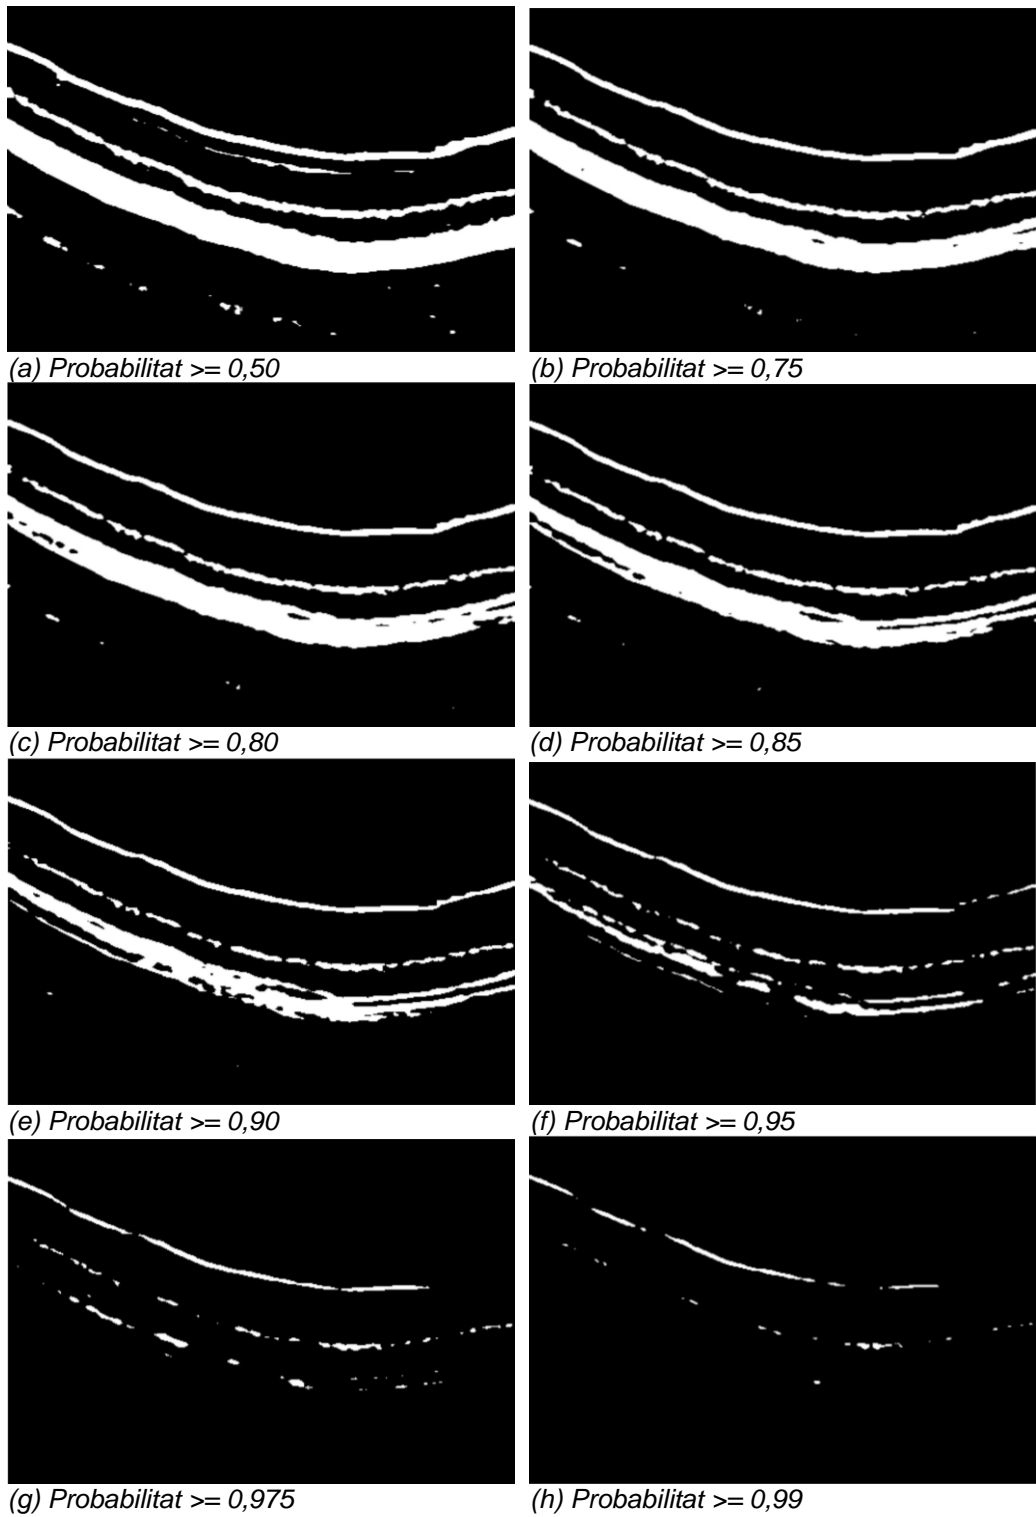 (a) Probabilitat >= 0,50
(b) Probabilitat >= 0,75
(c) Probabilitat >= 0,80
(d) Probabilitat >= 0,85
(e) Probabilitat >= 0,90
(f) Probabilitat >= 0,95
(g) Probabilitat >= 0,975
(h) Probabilitat >= 0,99